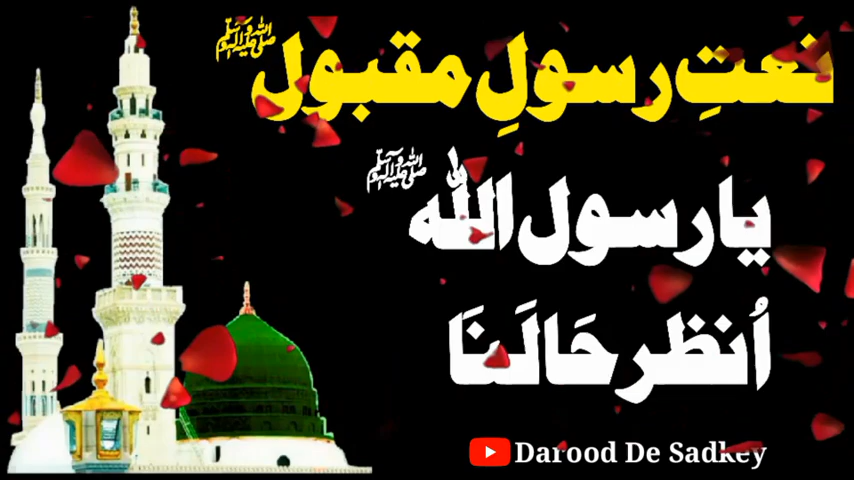 نعتِ رسولِ مقبول ﷺ
یارسول اللہ ﷺ
اُنظر حَالَنَا
Darood De Sadkey